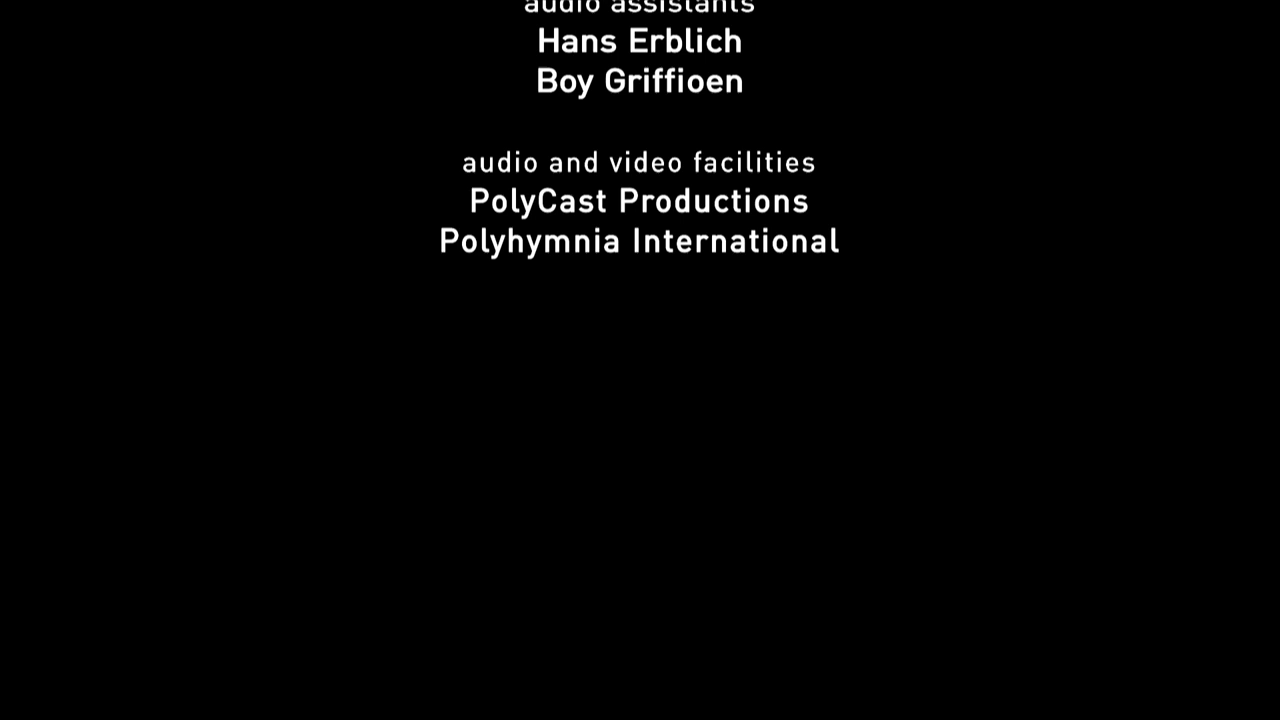 audio assistants
Hans Erblich
Boy Griffioen
audio and video facilities
PolyCast Productions
Polyhymnia International